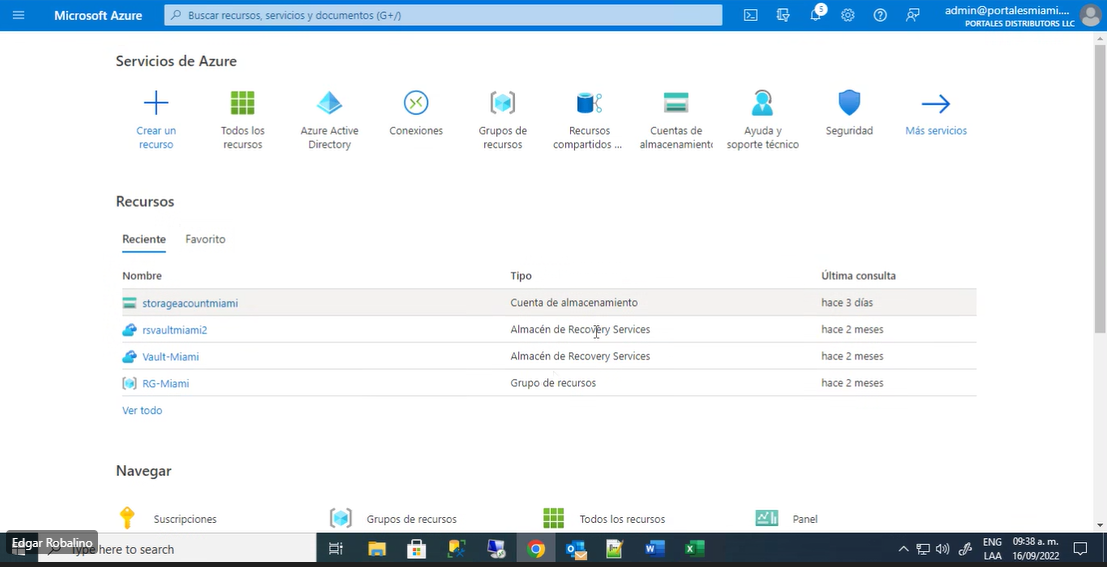 Microsoft Azure
Buscar recursos, servicios y documentos (G+/)
5
admin@portalesmiami....
PORTALES DISTRIBUTORS LLC
Servicios de Azure
Crear un recurso
Todos los recursos
Azure Active Directory
Conexiones
Grupos de recursos
Recursos compartidos ...
Cuentas de almacenamiento
Ayuda y soporte técnico
Seguridad
Más servicios
Recursos
Reciente Favorito
Nombre Tipo Última consulta
storageacountmiami Cuenta de almacenamiento hace 3 días
rsvaultmiami2 Almacén de Recovery Services hace 2 meses
Vault-Miami Almacén de Recovery Services hace 2 meses
RG-Miami Grupo de recursos hace 2 meses
Ver todo
Navegar
Suscripciones Grupos de recursos Todos los recursos Panel
Edgar Robalino
Type here to search
ENG 09:38 a. m.
LAA 16/09/2022